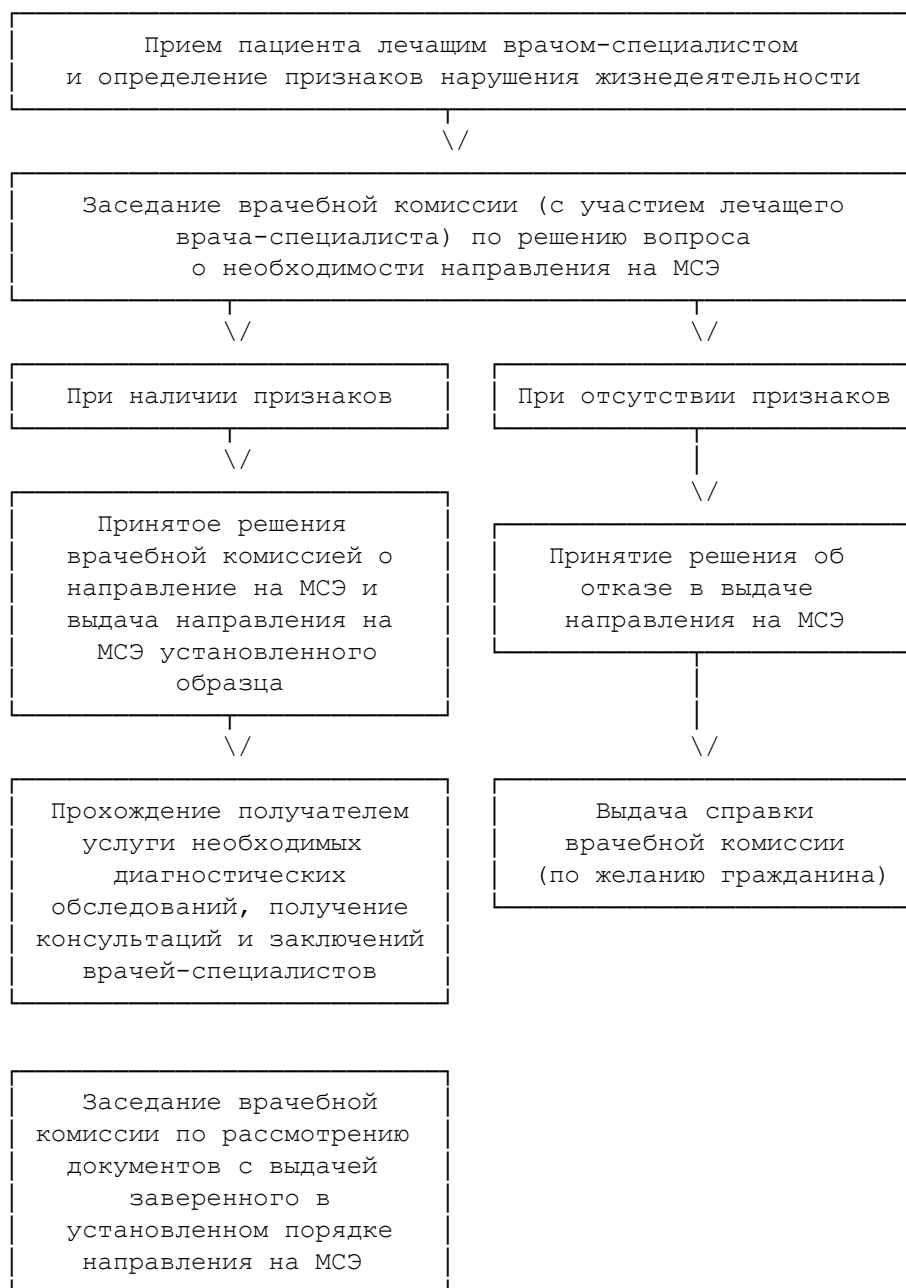 Прием пациента лечащим врачом-специалистом
и определение признаков нарушения жизнедеятельности
Заседание врачебной комиссии (с участием лечащего
врача-специалиста) по решению вопроса
о необходимости направления на МСЭ
При наличии признаков
При отсутствии признаков
Принятое решения
врачебной комиссией о
направление на МСЭ и
выдача направления на
МСЭ установленного
образца
Принятие решения об
отказе в выдаче
направления на МСЭ
Прохождение получателем
услуги необходимых
диагностических
обследований, получение
консультаций и заключений
врачей-специалистов
Выдача справки
врачебной комиссии
(по желанию гражданина)
Заседание врачебной
комиссии по рассмотрению
документов с выдачей
заверенного в
установленном порядке
направления на МСЭ